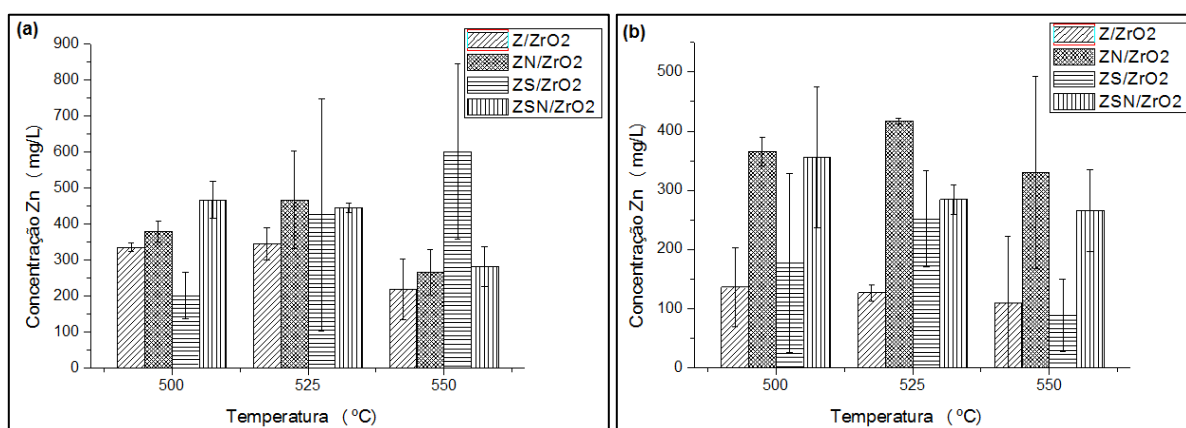 (a)
900
800
700
600
500
400
300
200
100
0
Concentração Zn ( mg/L)
Z/ZrO2
ZN/ZrO2
ZS/ZrO2
ZSN/ZrO2
500 525 550
Temperatura ( ºC)
(b)
500
400
300
200
100
0
Concentração Zn ( mg/L)
Z/ZrO2
ZN/ZrO2
ZS/ZrO2
ZSN/ZrO2
500 525 550
Temperatura ( ºC)